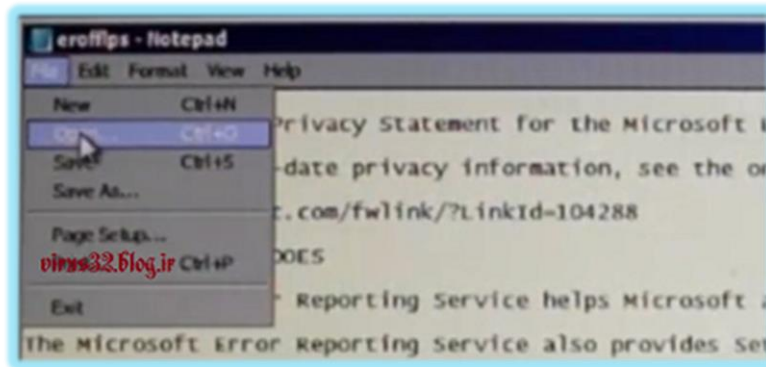 eroffps - Notepad
File Edit Format View Help
New Ctrl+N
Open... Ctrl+O
Save Ctrl+S
Save As...
Page Setup...
Ctrl+P
Exit
virus32.blog.ir
Privacy Statement for the Microsoft
-date privacy information, see the
.com/fwlink/?LinkId=104288
DOES
Reporting Service helps Microsoft
The Microsoft Error Reporting Service also provides